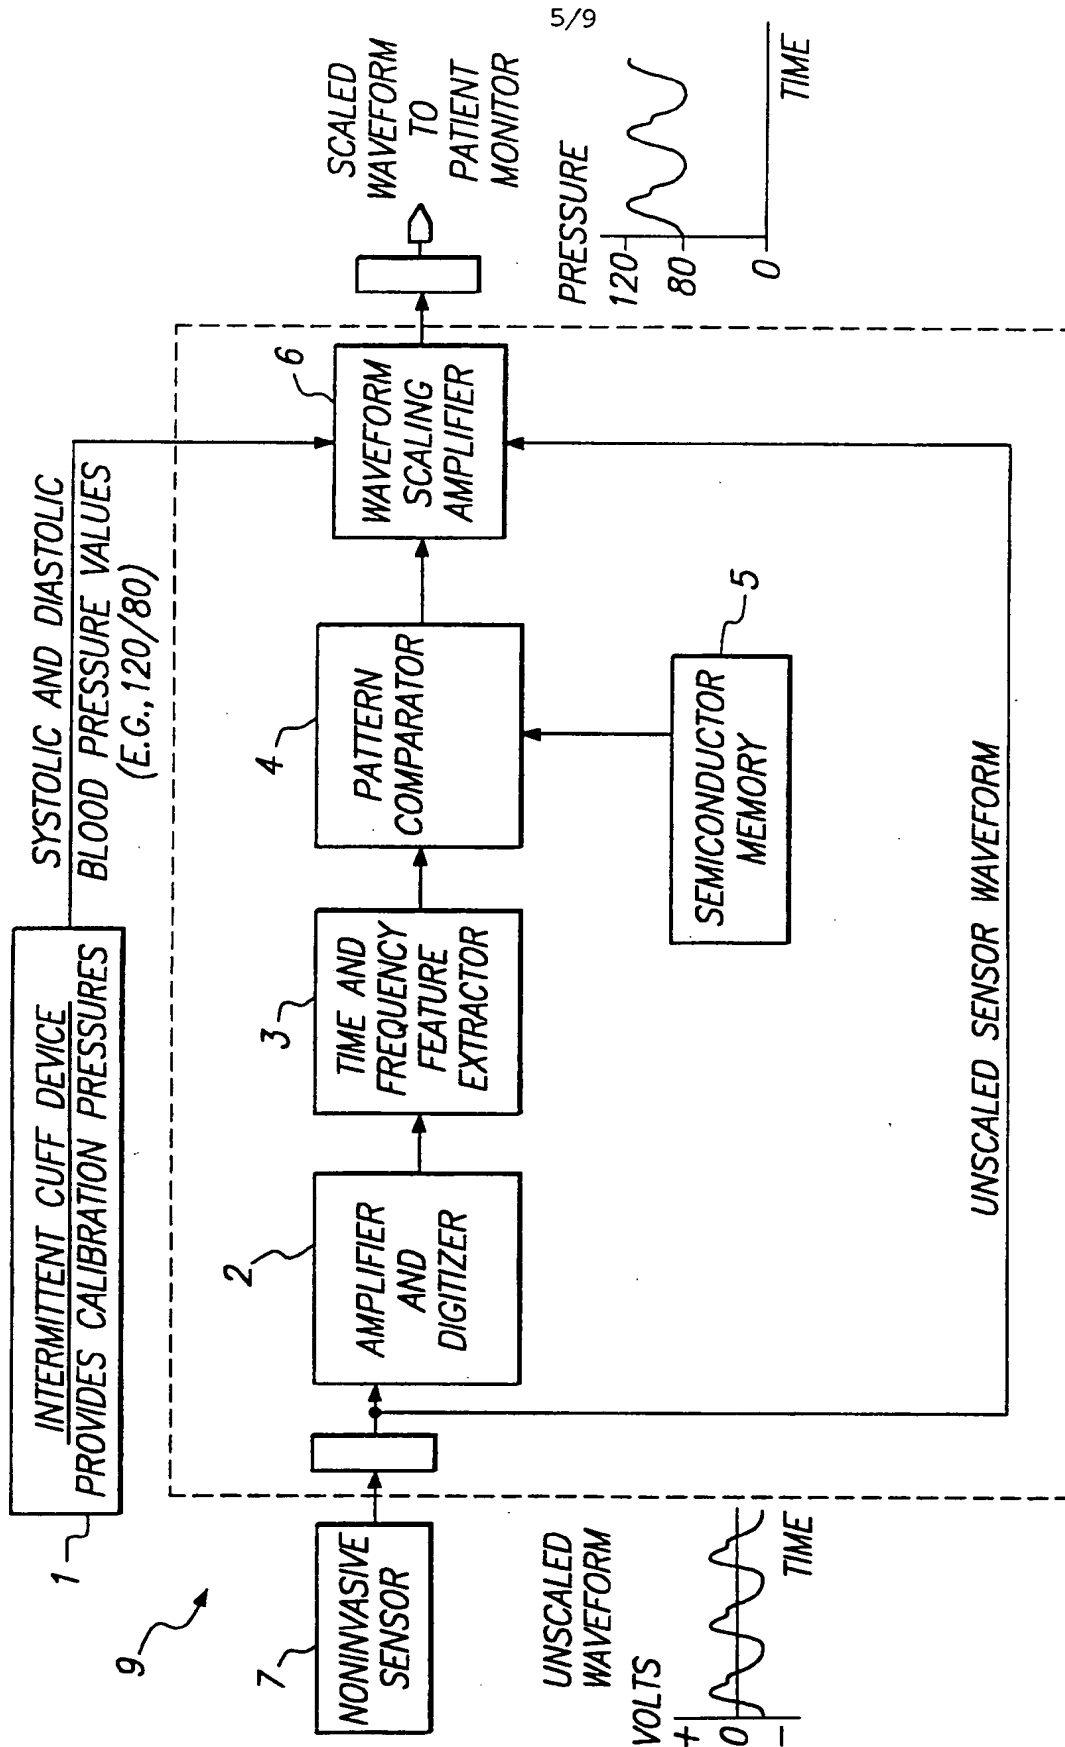 5/9
INTERMITTENT CUFF DEVICE
PROVIDES CALIBRATION PRESSURES
1
SYSTOLIC AND DIASTOLIC
BLOOD PRESSURE VALUES
(E.G., 120/80)
9
7
NONINVASIVE
SENSOR
2
AMPLIFIER
AND
DIGITIZER
3
TIME AND
FREQUENCY
FEATURE
EXTRACTOR
4
PATTERN
COMPARATOR
6
WAVEFORM
SCALING
AMPLIFIER
SCALED
WAVEFORM
TO
PATIENT
MONITOR
5
SEMICONDUCTOR
MEMORY
UNSCALED SENSOR WAVEFORM
UNSCALED
WAVEFORM
VOLTS
+
0
-
TIME
PRESSURE
120
80
0
TIME